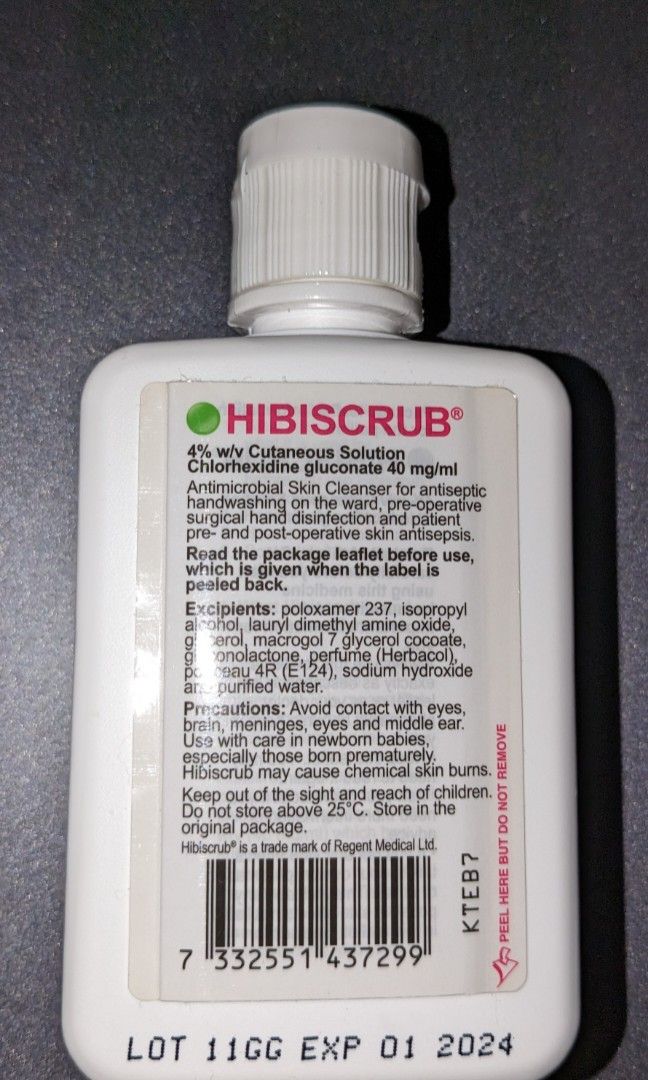 HIBISCRUB®
4% w/v Cutaneous Solution
Chlorhexidine gluconate 40 mg/ml
Antimicrobial Skin Cleanser for antiseptic
handwashing on the ward, pre-operative
surgical hand disinfection and patient
pre- and post-operative skin antisepsis.
Read the package leaflet before use,
which is given when the label is
peeled back.
Excipients: poloxamer 237, isopropyl
alcohol, lauryl dimethyl amine oxide,
glycerol, macrogol 7 glycerol cocoate,
gluconolactone, perfume (Herbacol),
ponceau 4R (E124), sodium hydroxide
and purified water.
Precautions: Avoid contact with eyes,
brain, meninges, eyes and middle ear.
Use with care in newborn babies,
especially those born prematurely.
Hibiscrub may cause chemical skin burns.
Keep out of the sight and reach of children.
Do not store above 25°C. Store in the
original package.
Hibiscrub® is a trade mark of Regent Medical Ltd.
7 332551 437299
KTEB7
PEEL HERE BUT DO NOT REMOVE
LOT 11GG EXP 01 2024